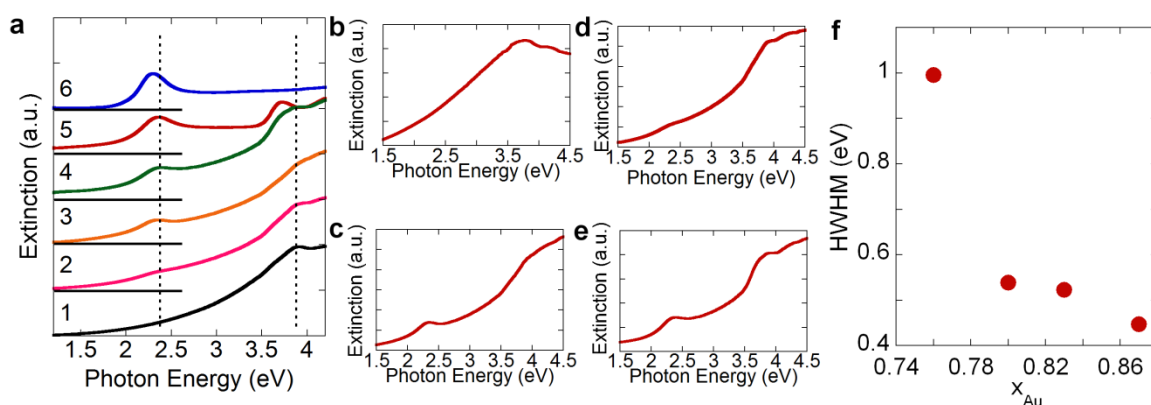 a
Extinction (a.u.)
6
5
4
3
2
1
1.5 2 2.5 3 3.5 4
Photon Energy (eV)
b
Extinction (a.u.)
1.5 2.5 3.5 4.5
Photon Energy (eV)
c
Extinction (a.u.)
1.5 2 2.5 3 3.5 4 4.5
Photon Energy (eV)
d
Extinction (a.u.)
1.5 2 2.5 3 3.5 4 4.5
Photon Energy (eV)
e
Extinction (a.u.)
1.5 2 2.5 3 3.5 4 4.5
Photon Energy (eV)
f
HWHM (eV)
1
0.9
0.8
0.6
0.4
0.74 0.78 0.82 0.86
x_Au